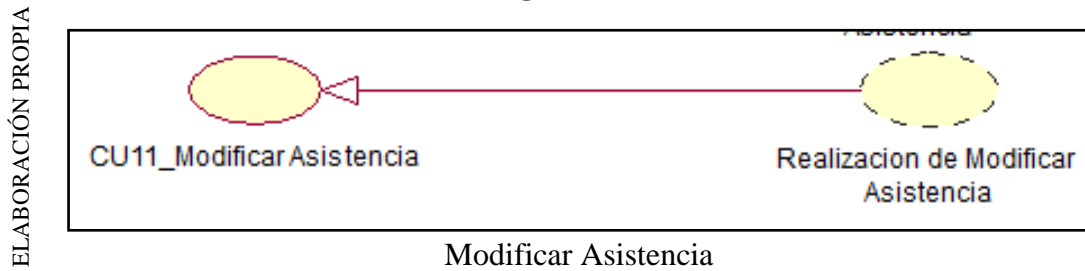 ELABORACIÓN PROPIA
CU11_Modificar Asistencia
Realizacion de Modificar
Asistencia
Modificar Asistencia